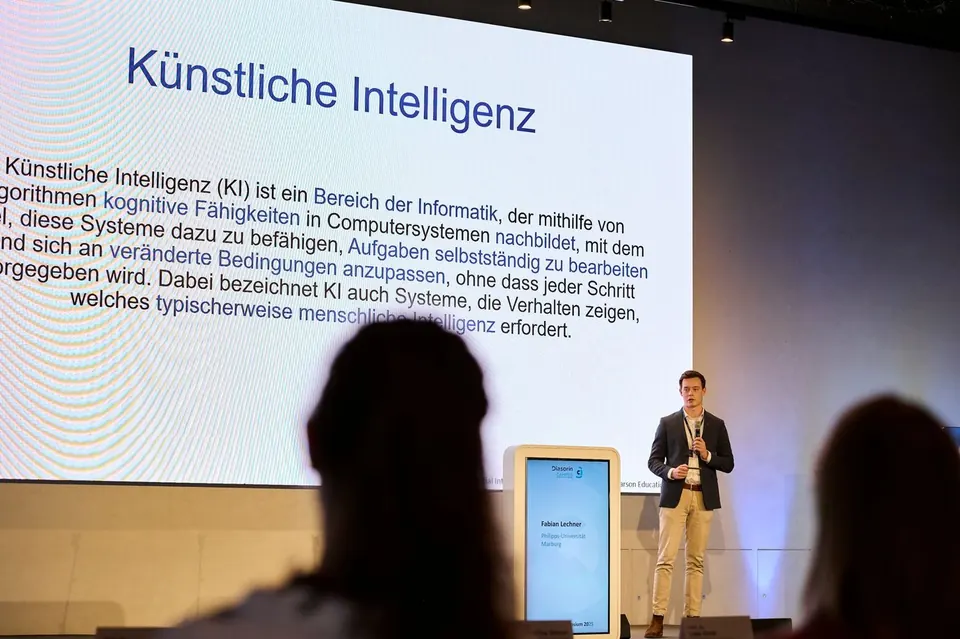 Künstliche Intelligenz
Künstliche Intelligenz (KI) ist ein Bereich der Informatik, der mithilfe von
gorithmen kognitive Fähigkeiten in Computersystemen nachbildet, mit dem
l, diese Systeme dazu zu befähigen, Aufgaben selbstständig zu bearbeiten
nd sich an veränderte Bedingungen anzupassen, ohne dass jeder Schritt
orgegeben wird. Dabei bezeichnet KI auch Systeme, die Verhalten zeigen,
welches typischerweise menschliche Intelligenz erfordert.
Diasorin
Fabian Lechner
Philipps-Universität
Marburg